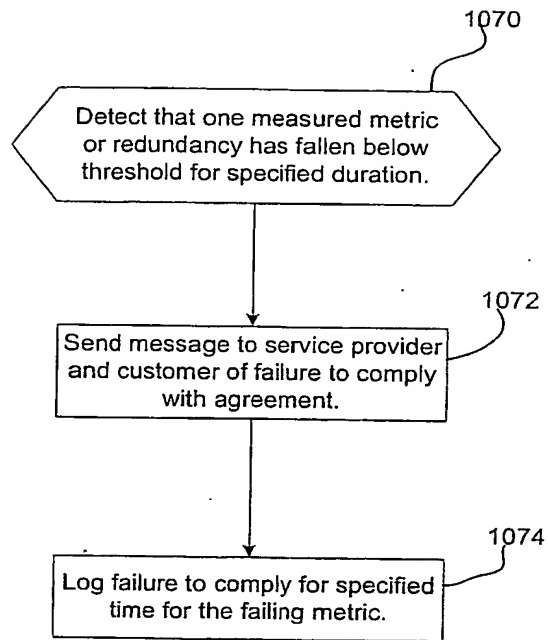 1070
Detect that one measured metric
or redundancy has fallen below
threshold for specified duration.
1072
Send message to service provider
and customer of failure to comply
with agreement.
1074
Log failure to comply for specified
time for the failing metric.